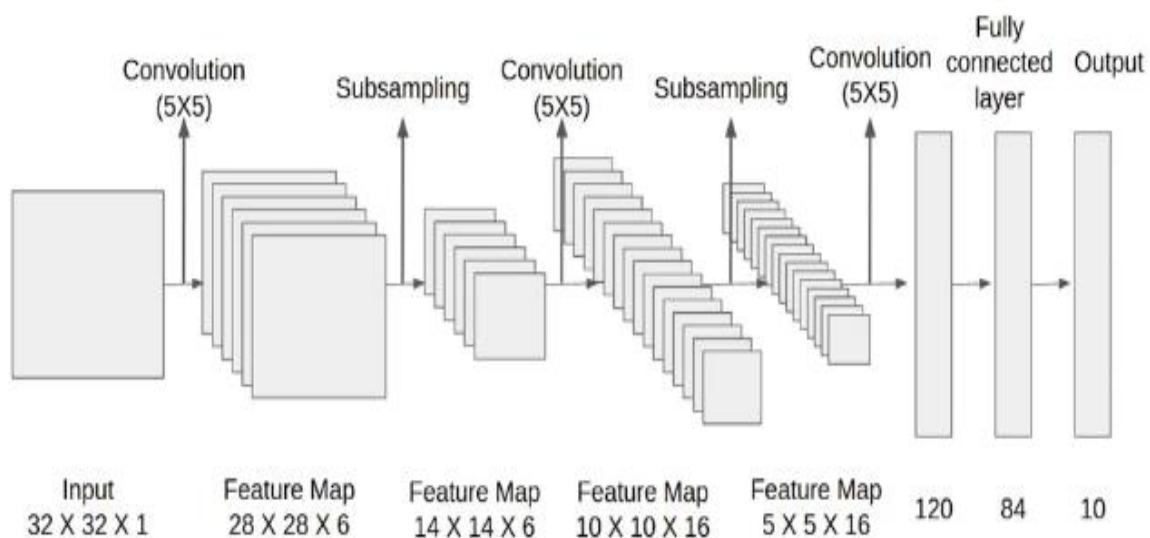 Convolution
(5X5)
Subsampling
Convolution
(5X5)
Subsampling
Convolution
(5X5)
Fully
connected
layer
Output
Input
32 X 32 X 1
Feature Map
28 X 28 X 6
Feature Map
14 X 14 X 6
Feature Map
10 X 10 X 16
Feature Map
5 X 5 X 16
120
84
10